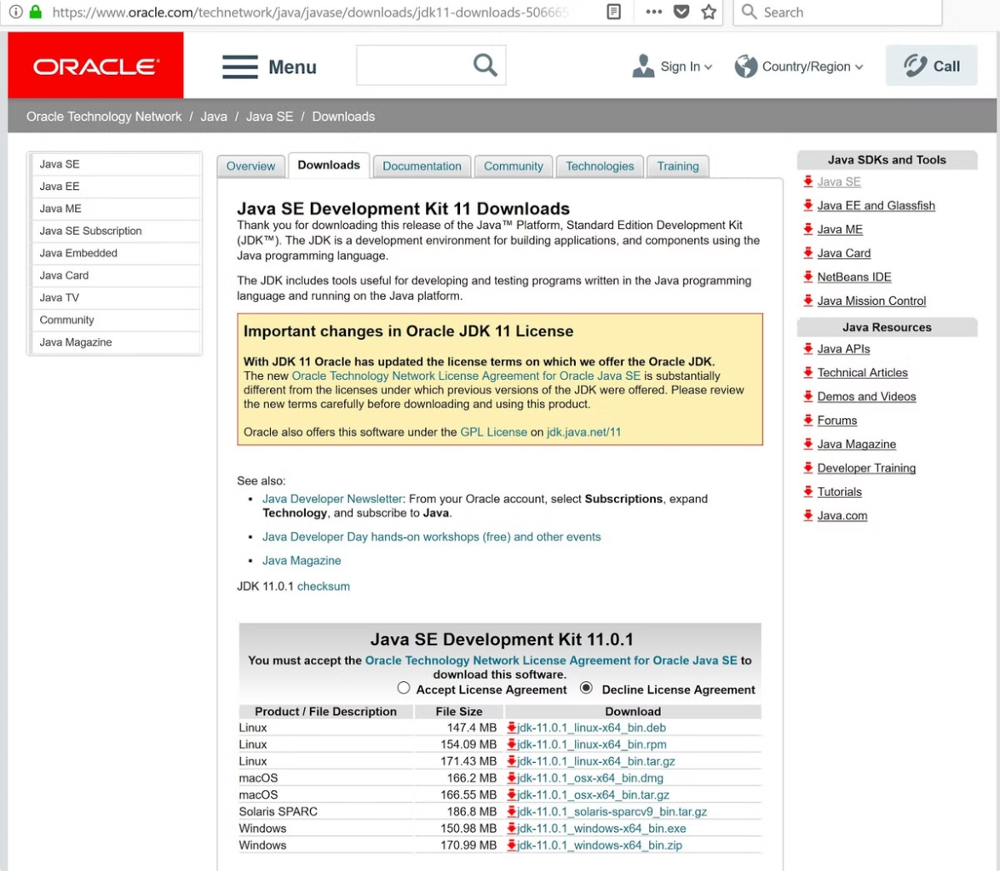 https://www.oracle.com/technetwork/java/javase/downloads/jdk11-downloads-506665
Search
ORACLE®
Menu
Sign In
Country/Region
Call
Oracle Technology Network / Java / Java SE / Downloads
Java SE
Java EE
Java ME
Java SE Subscription
Java Embedded
Java Card
Java TV
Community
Java Magazine
Overview
Downloads
Documentation
Community
Technologies
Training
Java SE Development Kit 11 Downloads
Thank you for downloading this release of the Java™ Platform, Standard Edition Development Kit
(JDK™). The JDK is a development environment for building applications, and components using the
Java programming language.
The JDK includes tools useful for developing and testing programs written in the Java programming
language and running on the Java platform.
Important changes in Oracle JDK 11 License
With JDK 11 Oracle has updated the license terms on which we offer the Oracle JDK.
The new Oracle Technology Network License Agreement for Oracle Java SE is substantially
different from the licenses under which previous versions of the JDK were offered. Please review
the new terms carefully before downloading and using this product.
Oracle also offers this software under the GPL License on jdk.java.net/11
See also:
▪ Java Developer Newsletter: From your Oracle account, select Subscriptions, expand
Technology, and subscribe to Java.
▪ Java Developer Day hands-on workshops (free) and other events
▪ Java Magazine
JDK 11.0.1 checksum
Java SE Development Kit 11.0.1
You must accept the Oracle Technology Network License Agreement for Oracle Java SE to
download this software.
Accept License Agreement Decline License Agreement
Product / File Description File Size Download
Linux 147.4 MB jdk-11.0.1_linux-x64_bin.deb
Linux 154.09 MB jdk-11.0.1_linux-x64_bin.rpm
Linux 171.43 MB jdk-11.0.1_linux-x64_bin.tar.gz
macOS 166.2 MB jdk-11.0.1_osx-x64_bin.dmg
macOS 166.55 MB jdk-11.0.1_osx-x64_bin.tar.gz
Solaris SPARC 186.8 MB jdk-11.0.1_solaris-sparcv9_bin.tar.gz
Windows 150.98 MB jdk-11.0.1_windows-x64_bin.exe
Windows 170.99 MB jdk-11.0.1_windows-x64_bin.zip
Java SDKs and Tools
Java SE
Java EE and Glassfish
Java ME
Java Card
NetBeans IDE
Java Mission Control
Java Resources
Java APIs
Technical Articles
Demos and Videos
Forums
Java Magazine
Developer Training
Tutorials
Java.com